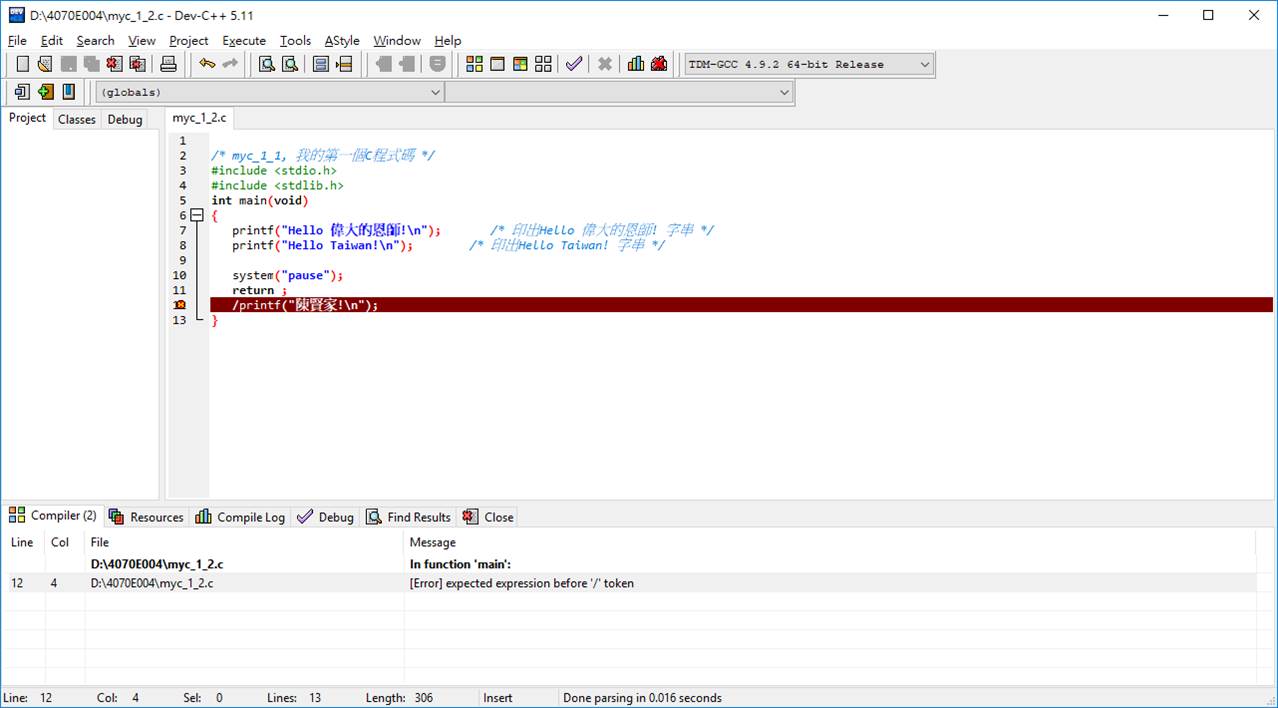 D:\4070E004\myc_1_2.c - Dev-C++ 5.11
File Edit Search View Project Execute Tools AStyle Window Help
TDM-GCC 4.9.2 64-bit Release
(globals)
Project Classes Debug myc_1_2.c
1
2 /* myc_1_1, 我的第一個C程式碼 */
3 #include <stdio.h>
4 #include <stdlib.h>
5 int main(void)
6 {
7 printf("Hello 偉大的恩師!\n"); /* 印出Hello 偉大的恩師! 字串 */
8 printf("Hello Taiwan!\n"); /* 印出Hello Taiwan! 字串 */
9
10 system("pause");
11 return ;
/printf("陳賢家!\n");
13 }
Compiler (2) Resources Compile Log Debug Find Results Close
Line Col File Message
D:\4070E004\myc_1_2.c In function 'main':
12 4 D:\4070E004\myc_1_2.c [Error] expected expression before '/' token
Line: 12 Col: 4 Sel: 0 Lines: 13 Length: 306 Insert Done parsing in 0.016 seconds